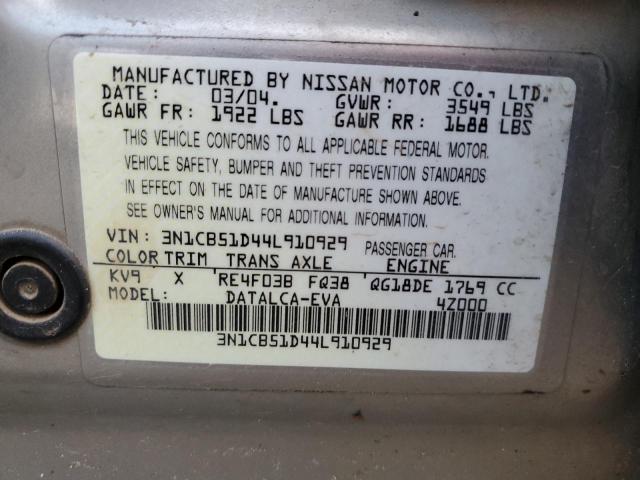 MANUFACTURED BY NISSAN MOTOR CO., LTD.
DATE: 03/04. GVWR: 3549 LBS
GAWR FR: 1922 LBS GAWR RR: 1688 LBS
THIS VEHICLE CONFORMS TO ALL APPLICABLE FEDERAL MOTOR.
VEHICLE SAFETY, BUMPER AND THEFT PREVENTION STANDARDS
IN EFFECT ON THE DATE OF MANUFACTURE SHOWN ABOVE.
SEE OWNER'S MANUAL FOR ADDITIONAL INFORMATION.
VIN: 3N1CB51D44L910929 PASSENGER CAR.
COLOR TRIM TRANS AXLE ENGINE
KV9 X RE4F03B FQ38 QG18DE 1769 CC
MODEL: DATALCA-EVA 4Z000
3N1CB51D44L910929